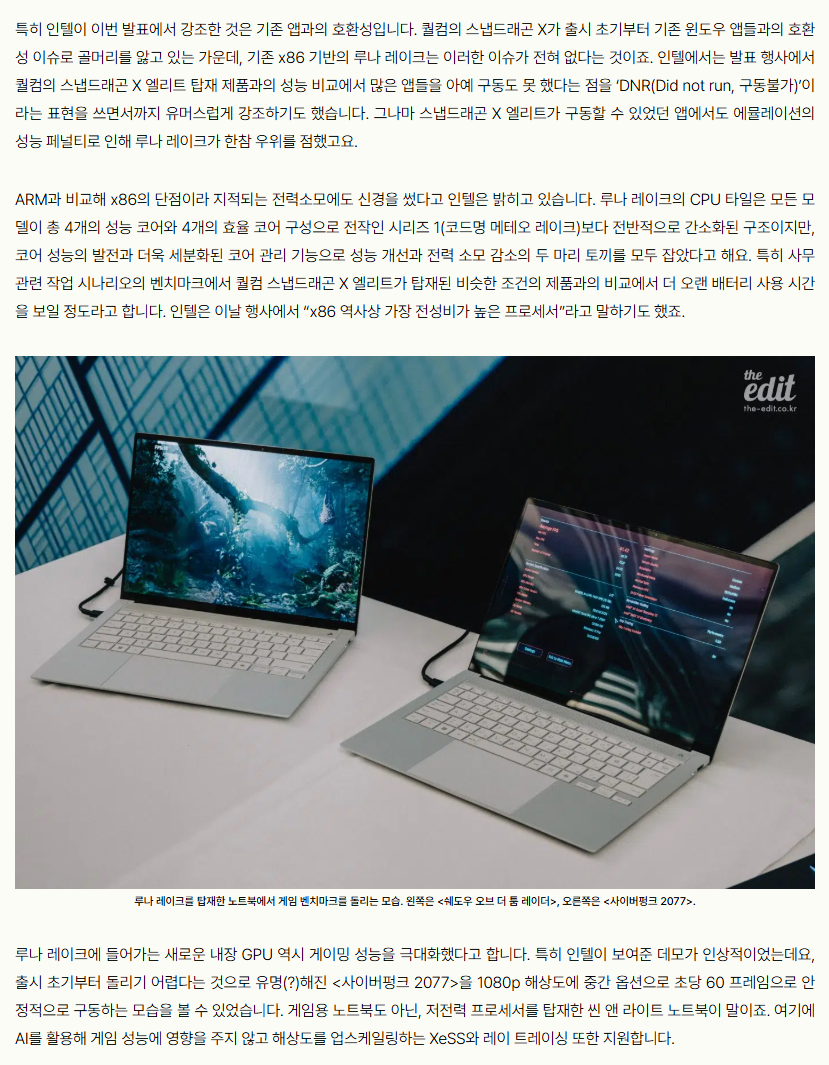 특히 인텔이 이번 발표에서 강조한 것은 기존 앱과의 호환성입니다. 퀄컴의 스냅드래곤 X가 출시 초기부터 기존 윈도우 앱들과의 호환
성 이슈로 골머리를 앓고 있는 가운데, 기존 x86 기반의 루나 레이크는 이러한 이슈가 전혀 없다는 것이죠. 인텔에서는 발표 행사에서
퀄컴의 스냅드래곤 X 엘리트 탑재 제품과의 성능 비교에서 많은 앱들을 아예 구동도 못 했다는 점을 ‘DNR(Did not run, 구동불가)’이
라는 표현을 쓰면서까지 유머스럽게 강조하기도 했습니다. 그나마 스냅드래곤 X 엘리트가 구동할 수 있었던 앱에서도 에뮬레이션의
성능 페널티로 인해 루나 레이크가 한참 우위를 점했고요.
ARM과 비교해 x86의 단점이라 지적되는 전력소모에도 신경을 썼다고 인텔은 밝히고 있습니다. 루나 레이크의 CPU 타일은 모든 모
델이 총 4개의 성능 코어와 4개의 효율 코어 구성으로 전작인 시리즈 1(코드명 메테오 레이크)보다 전반적으로 간소화된 구조이지만,
코어 성능의 발전과 더욱 세분화된 코어 관리 기능으로 성능 개선과 전력 소모 감소의 두 마리 토끼를 모두 잡았다고 해요. 특히 사무
관련 작업 시나리오의 벤치마크에서 퀄컴 스냅드래곤 X 엘리트가 탑재된 비슷한 조건의 제품과의 비교에서 더 오랜 배터리 사용 시간
을 보일 정도라고 합니다. 인텔은 이날 행사에서 “x86 역사상 가장 전성비가 높은 프로세서”라고 말하기도 했죠.
the
edit
the-edit.co.kr
루나 레이크를 탑재한 노트북에서 게임 벤치마크를 돌리는 모습. 왼쪽은 <쉐도우 오브 더 툼 레이더>, 오른쪽은 <사이버펑크 2077>.
루나 레이크에 들어가는 새로운 내장 GPU 역시 게이밍 성능을 극대화했다고 합니다. 특히 인텔이 보여준 데모가 인상적이었는데요,
출시 초기부터 돌리기 어렵다는 것으로 유명(?)해진 <사이버펑크 2077>을 1080p 해상도에 중간 옵션으로 초당 60 프레임으로 안
정적으로 구동하는 모습을 볼 수 있었습니다. 게임용 노트북도 아닌, 저전력 프로세서를 탑재한 씬 앤 라이트 노트북이 말이죠. 여기에
AI를 활용해 게임 성능에 영향을 주지 않고 해상도를 업스케일링하는 XeSS와 레이 트레이싱 또한 지원합니다.